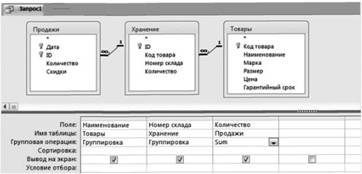 Запрос1
Продажи
*
Дата
ID
Количество
Скидки
Хранение
*
ID
Код товара
Номер склада
Количество
Товары
*
Код товара
Наименование
Марка
Размер
Цена
Гарантийный срок
Поле: Наименование Номер склада Количество
Имя таблицы: Товары Хранение Продажи
Групповая операция: Группировка Группировка Sum
Сортировка:
Вывод на экран:
Условие отбора: